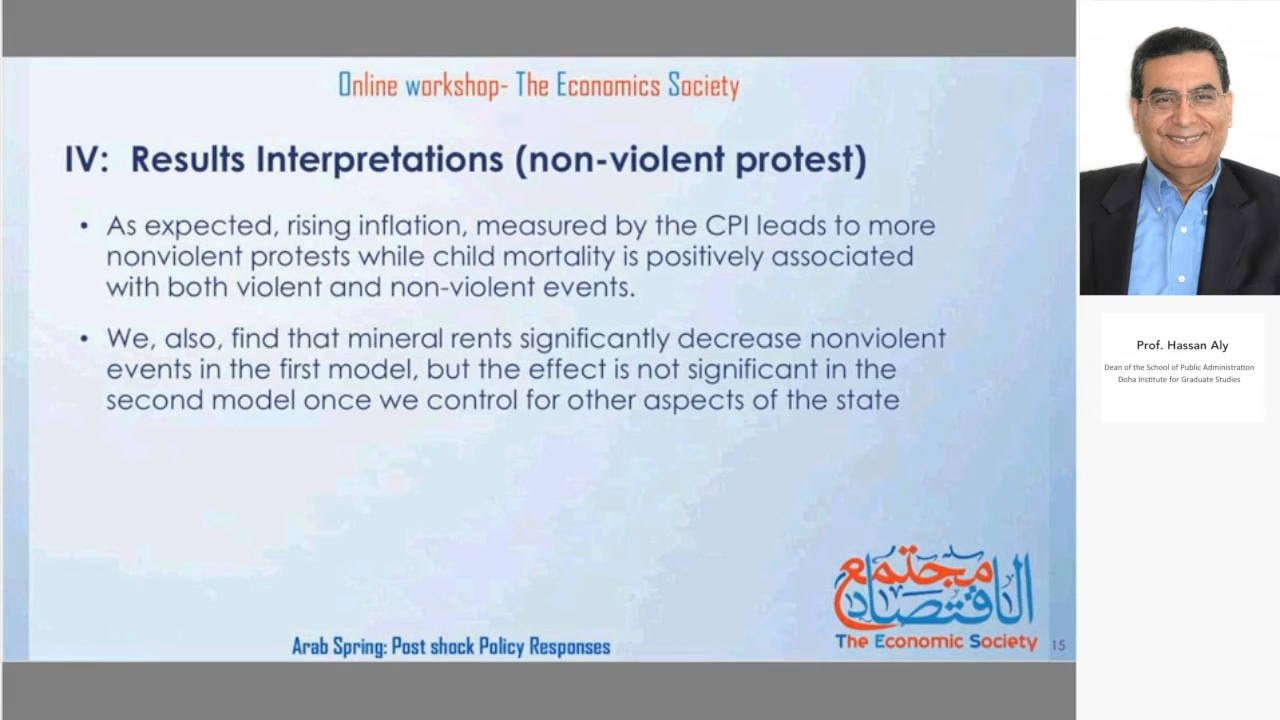 Online workshop- The Economics Society
IV: Results Interpretations (non-violent protest)
• As expected, rising inflation, measured by the CPI leads to more
nonviolent protests while child mortality is positively associated
with both violent and non-violent events.
• We, also, find that mineral rents significantly decrease nonviolent
events in the first model, but the effect is not significant in the
second model once we control for other aspects of the state
مجتمع
الاقتصاد
The Economic Society
Arab Spring: Post shock Policy Responses
15
Prof. Hassan Aly
Dean of the School of Public Administration
Doha Institute for Graduate Studies